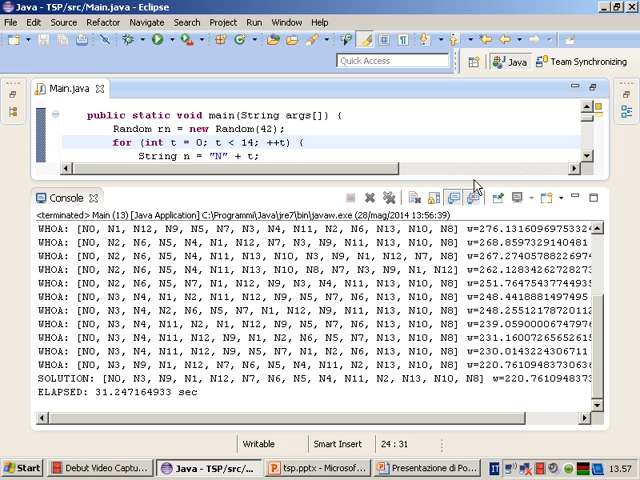 Java - TSP/src/Main.java - Eclipse
File Edit Source Refactor Navigate Search Project Run Window Help
Quick Access
Java
Team Synchronizing
Main.java
public static void main(String args[]) {
Random rn = new Random(42);
for (int t = 0; t < 14; ++t) {
String n = "N" + t;
Console
<terminated> Main (13) [Java Application] C:\Programmi\Java\jre7\bin\javaw.exe (28/mag/2014 13:56:39)
WHOA: [N0, N1, N12, N9, N5, N7, N3, N4, N11, N2, N6, N13, N10, N8] w=276.1316096975332
WHOA: [N0, N2, N6, N5, N4, N1, N12, N7, N3, N9, N11, N13, N10, N8] w=268.8597329140481
WHOA: [N0, N2, N6, N5, N4, N11, N13, N10, N3, N9, N1, N12, N7, N8] w=267.2740578822697
WHOA: [N0, N2, N6, N5, N4, N11, N13, N10, N8, N7, N3, N9, N1, N12] w=262.1283426272827
WHOA: [N0, N2, N6, N5, N7, N1, N12, N9, N3, N4, N11, N13, N10, N8] w=251.7645437744935
WHOA: [N0, N3, N4, N1, N2, N11, N12, N9, N5, N7, N6, N13, N10, N8] w=248.4418881497495
WHOA: [N0, N3, N4, N2, N6, N5, N7, N1, N12, N9, N11, N13, N10, N8] w=248.2551217872011
WHOA: [N0, N3, N4, N11, N2, N1, N12, N9, N5, N7, N6, N13, N10, N8] w=239.0590000674797
WHOA: [N0, N3, N4, N11, N12, N9, N1, N2, N6, N5, N7, N13, N10, N8] w=231.1600726565261
WHOA: [N0, N3, N4, N11, N12, N9, N5, N7, N1, N2, N6, N13, N10, N8] w=230.0143224306711
WHOA: [N0, N3, N9, N1, N12, N7, N6, N5, N4, N11, N2, N13, N10, N8] w=220.7610948373063
SOLUTION: [N0, N3, N9, N1, N12, N7, N6, N5, N4, N11, N2, N13, N10, N8] w=220.761094837
ELAPSED: 31.247164933 sec
Writable Smart Insert 24 : 31
Start Debut Video Captu... Java - TSP/src/... tsp.pptx - Microsof... Presentazione di Po... IT 13.57